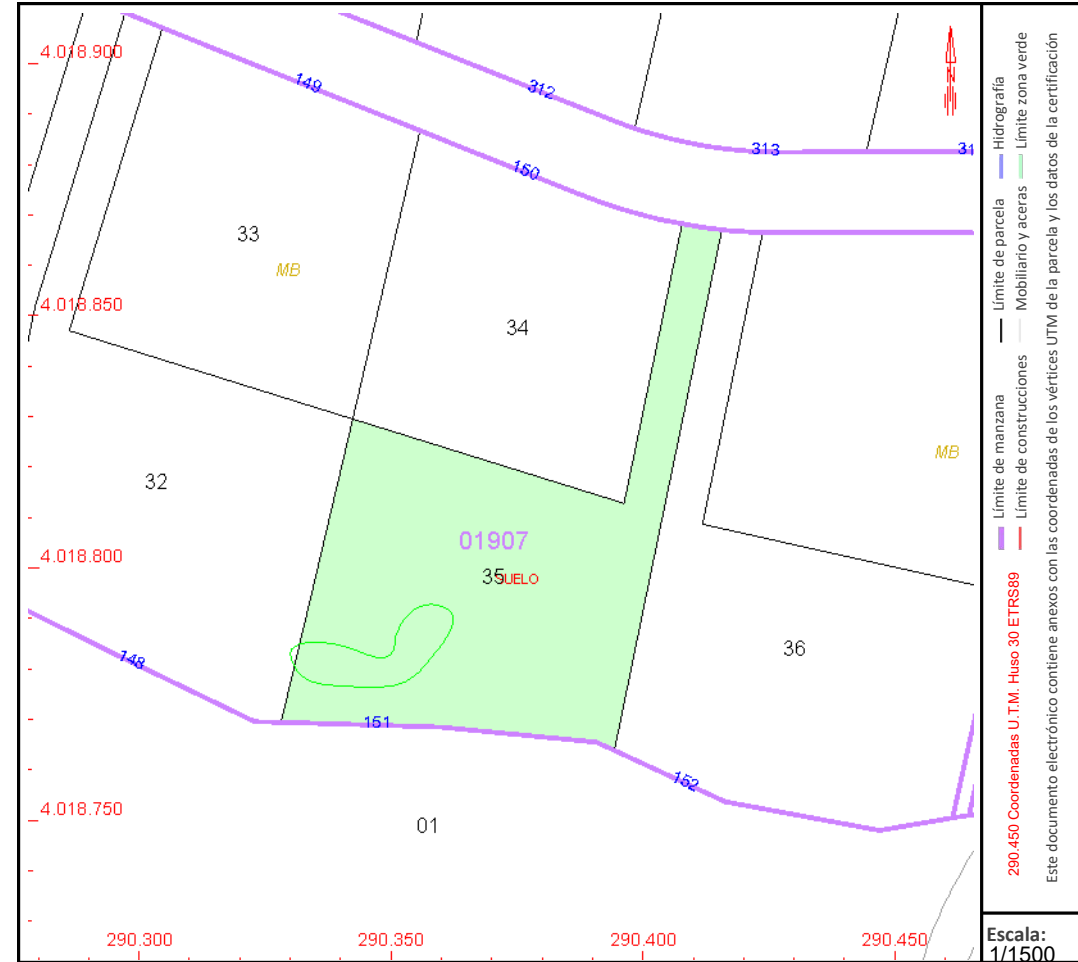 4.018.900
149
312
313
31
150
33
MB
4.018.850
34
MB
32
01907
4.018.800
35
SUELO
36
148
151
152
4.018.750
01
290.300
290.350
290.400
290.450
N
Hidrografía
Límite zona verde
Límite de parcela
Mobiliario y aceras
Límite de manzana
Límite de construcciones
290.450 Coordenadas U.T.M. Huso 30 ETRS89
Este documento electrónico contiene anexos con las coordenadas de los vértices UTM de la parcela y los datos de la certificación
Escala:
1/1500